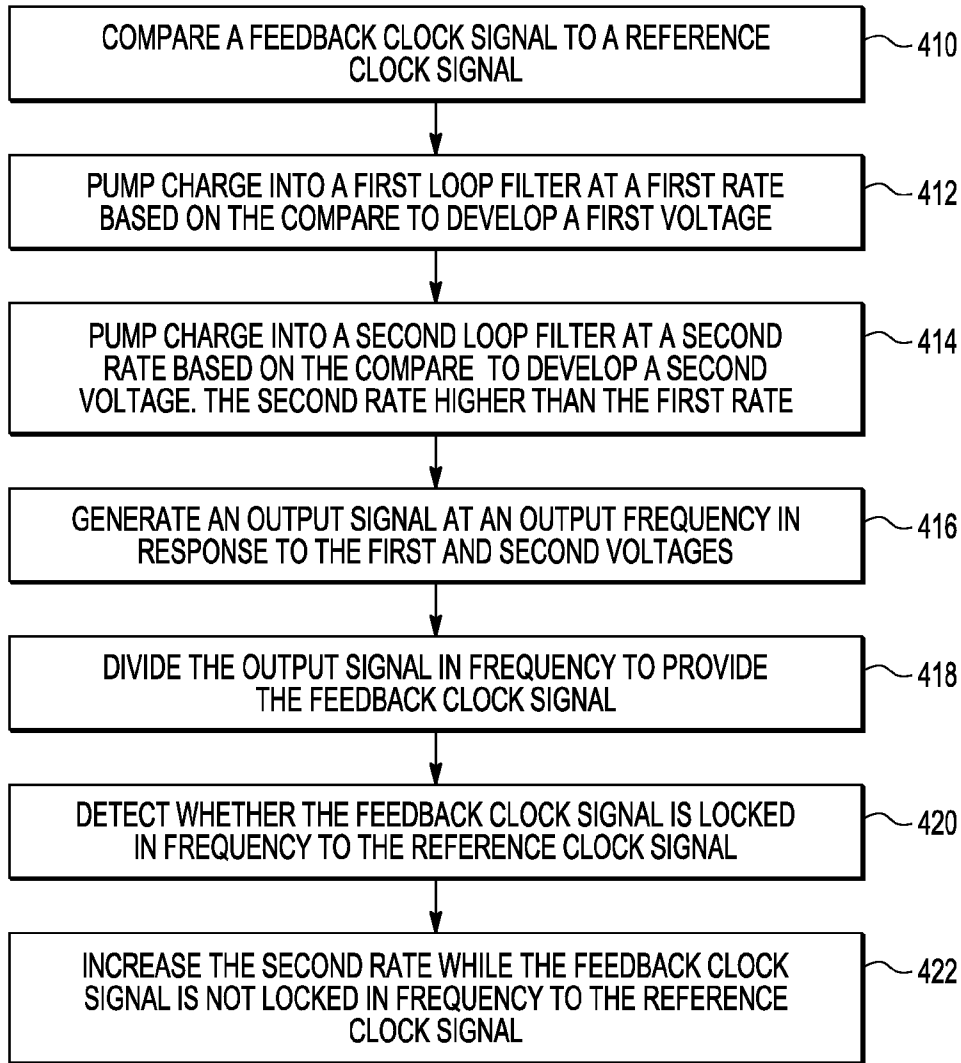 COMPARE A FEEDBACK CLOCK SIGNAL TO A REFERENCE
CLOCK SIGNAL
410
PUMP CHARGE INTO A FIRST LOOP FILTER AT A FIRST RATE
BASED ON THE COMPARE TO DEVELOP A FIRST VOLTAGE
412
PUMP CHARGE INTO A SECOND LOOP FILTER AT A SECOND
RATE BASED ON THE COMPARE TO DEVELOP A SECOND
VOLTAGE. THE SECOND RATE HIGHER THAN THE FIRST RATE
414
GENERATE AN OUTPUT SIGNAL AT AN OUTPUT FREQUENCY IN
RESPONSE TO THE FIRST AND SECOND VOLTAGES
416
DIVIDE THE OUTPUT SIGNAL IN FREQUENCY TO PROVIDE
THE FEEDBACK CLOCK SIGNAL
418
DETECT WHETHER THE FEEDBACK CLOCK SIGNAL IS LOCKED
IN FREQUENCY TO THE REFERENCE CLOCK SIGNAL
420
INCREASE THE SECOND RATE WHILE THE FEEDBACK CLOCK
SIGNAL IS NOT LOCKED IN FREQUENCY TO THE REFERENCE
CLOCK SIGNAL
422